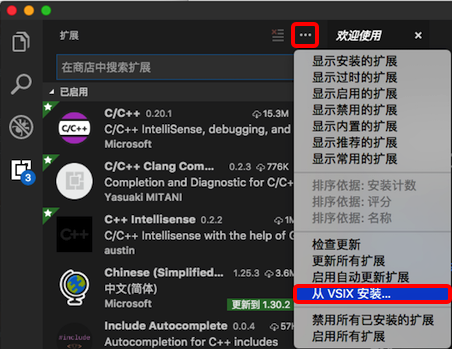 扩展
欢迎使用
在商店中搜索扩展
已启用
C/C++ 0.20.1 15.3M
C/C++ IntelliSense, debugging, and
Microsoft
C/C++ Clang Com... 0.2.3 776K
Completion and Diagnostic for C/
Yasuaki MITANI
C++ Intellisense 0.2.2 1M
C/C++ Intellisense with the help of G
austin
Chinese (Simplified... 1.25.3 3.6M
中文(简体)
Microsoft
更新到 1.30.2
#include
Include Autocomplete 0.0.4 57K
Autocompletion for C++ includes
3
显示安装的扩展
显示过时的扩展
显示启用的扩展
显示禁用的扩展
显示内置的扩展
显示推荐的扩展
显示常用的扩展
排序依据: 安装计数
排序依据: 评分
排序依据: 名称
检查更新
更新所有扩展
启用自动更新扩展
从 VSIX 安装...
禁用所有已安装的扩展
启用所有扩展